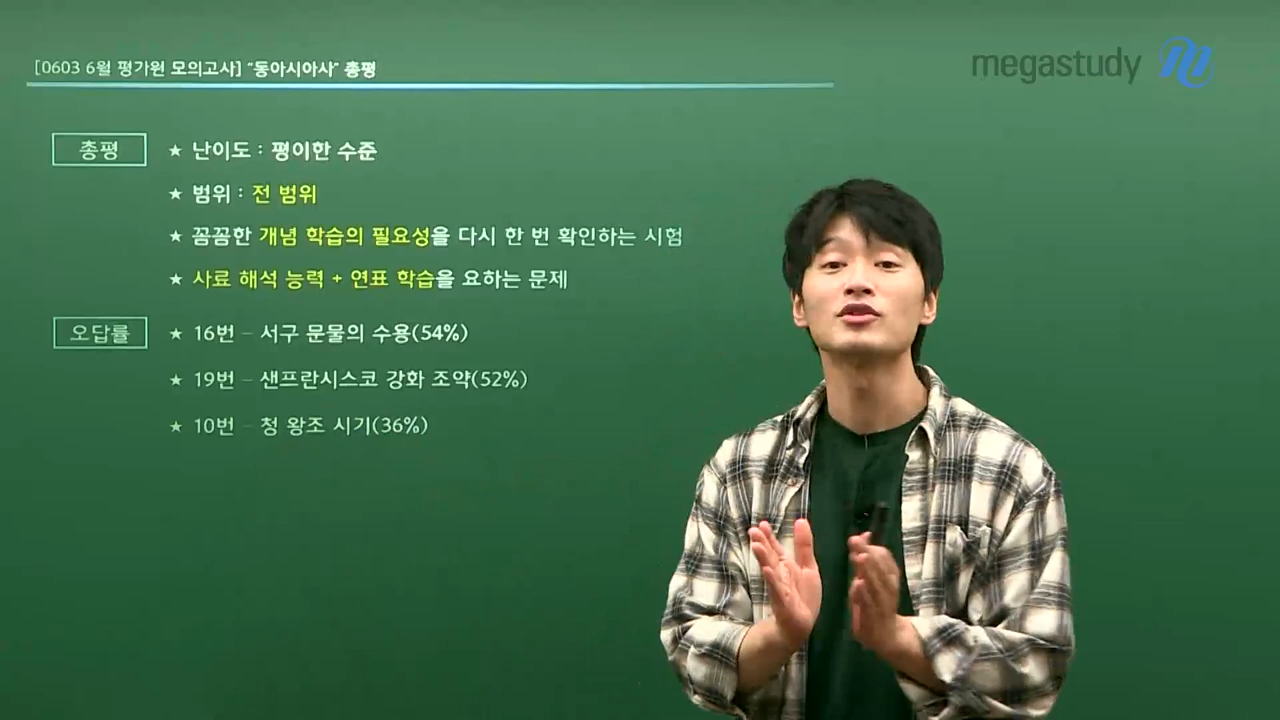 [0603 6월 평가원 모의고사] "동아시아사" 총평
megastudy
총평
★ 난이도 : 평이한 수준
★ 범위 : 전 범위
★ 꼼꼼한 개념 학습의 필요성을 다시 한 번 확인하는 시험
★ 사료 해석 능력 + 연표 학습을 요하는 문제
오답률
★ 16번 – 서구 문물의 수용(54%)
★ 19번 – 샌프란시스코 강화 조약(52%)
★ 10번 – 청 왕조 시기(36%)